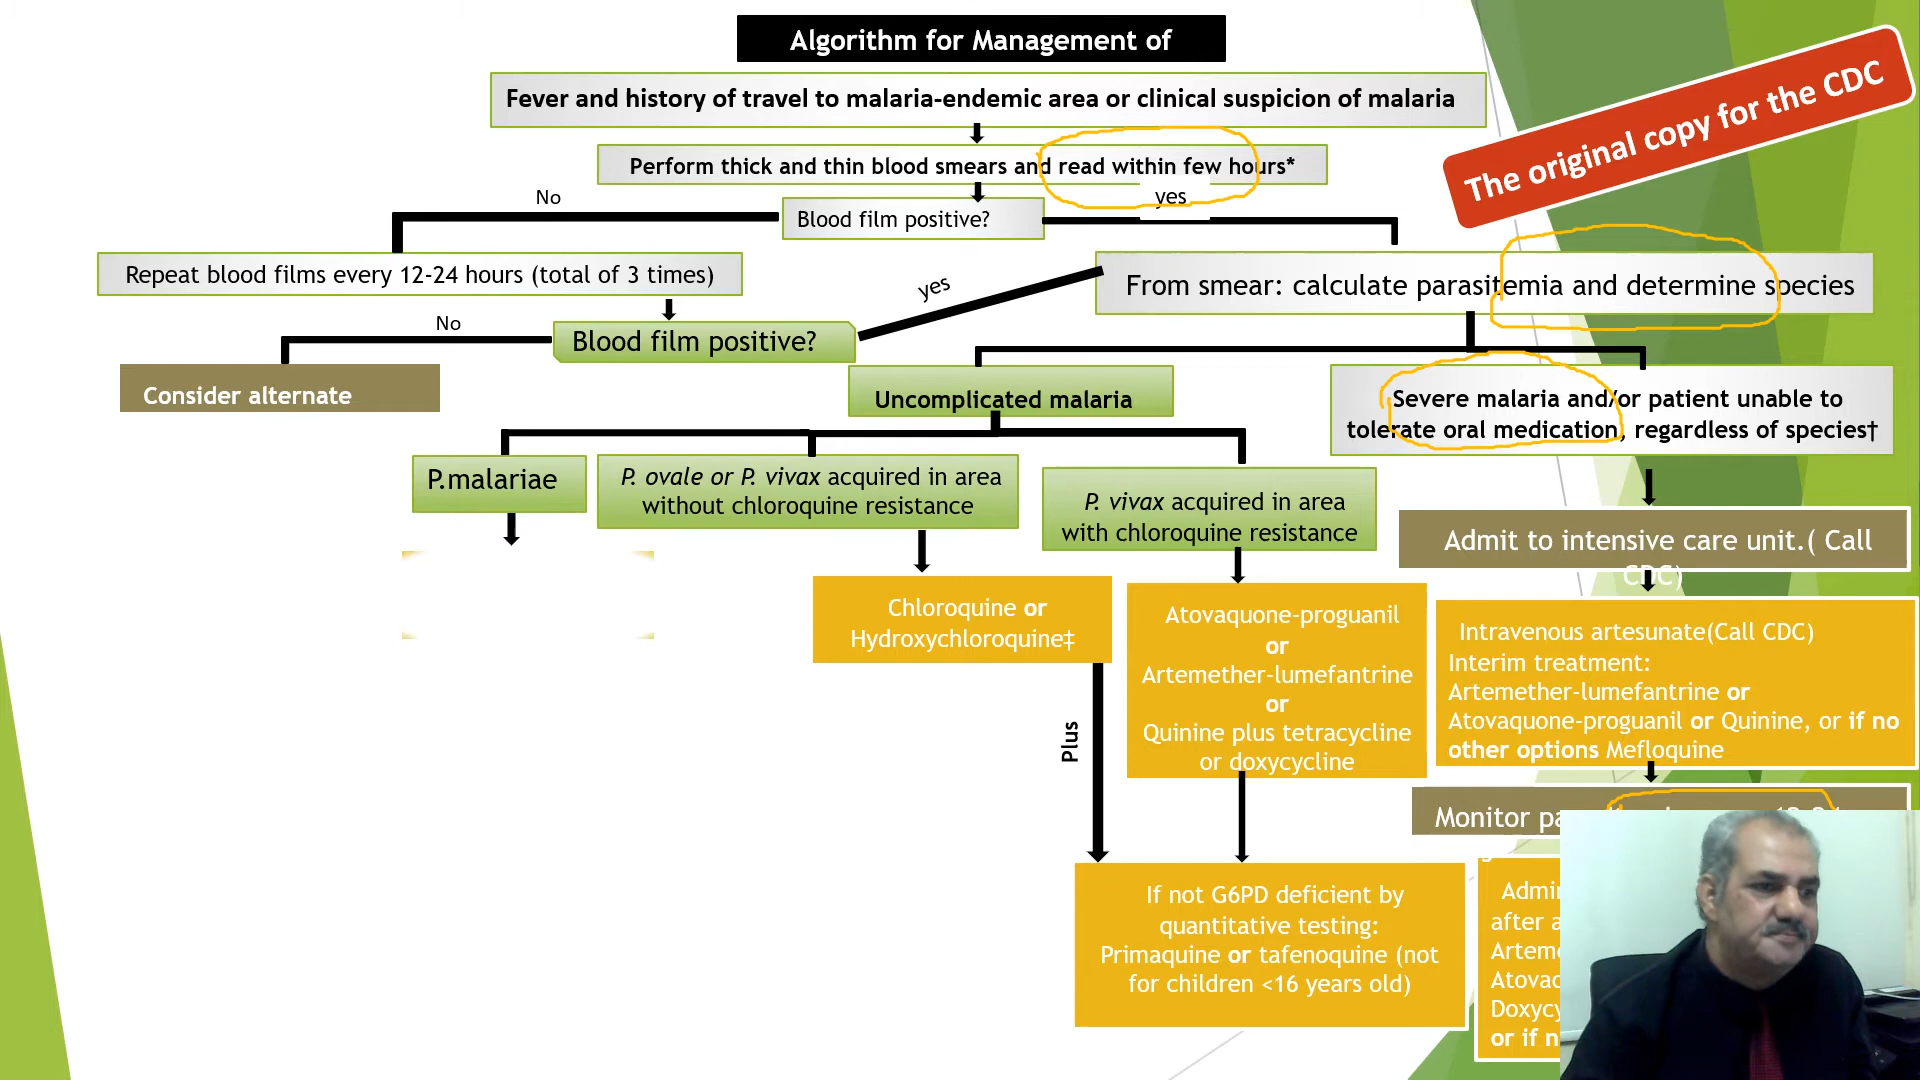 Algorithm for Management of
The original copy for the CDC
Fever and history of travel to malaria-endemic area or clinical suspicion of malaria
Perform thick and thin blood smears and read within few hours*
No
yes
Blood film positive?
Repeat blood films every 12-24 hours (total of 3 times)
yes
From smear: calculate parasitemia and determine species
No
Blood film positive?
Consider alternate
Uncomplicated malaria
Severe malaria and/or patient unable to
tolerate oral medication, regardless of species†
P.malariae
P. ovale or P. vivax acquired in area
without chloroquine resistance
P. vivax acquired in area
with chloroquine resistance
Admit to intensive care unit.( Call
CDC)
Chloroquine or
Hydroxychloroquine‡
Atovaquone-proguanil
or
Artemether-lumefantrine
or
Quinine plus tetracycline
or doxycycline
Intravenous artesunate(Call CDC)
Interim treatment:
Artemether-lumefantrine or
Atovaquone-proguanil or Quinine, or if no
other options Mefloquine
Plus
Monitor
If not G6PD deficient by
quantitative testing:
Primaquine or tafenoquine (not
for children <16 years old)
after
or if